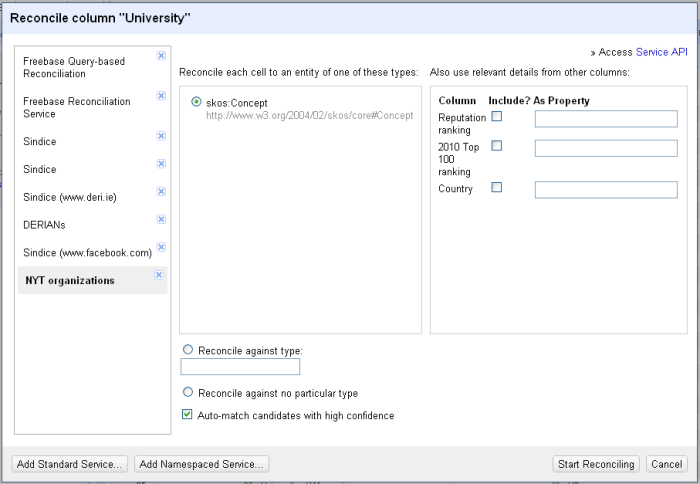 Reconcile column "University"
» Access Service API
Freebase Query-based
Reconciliation
Freebase Reconciliation
Service
Sindice
Sindice
Sindice (www.deri.ie)
DERIANs
Sindice (www.facebook.com)
NYT organizations
Reconcile each cell to an entity of one of these types:
skos:Concept
http://www.w3.org/2004/02/skos/core#Concept
Also use relevant details from other columns:
Column Include? As Property
Reputation
ranking
2010 Top
100
ranking
Country
Reconcile against type:
Reconcile against no particular type
Auto-match candidates with high confidence
Add Standard Service... Add Namespaced Service... Start Reconciling Cancel